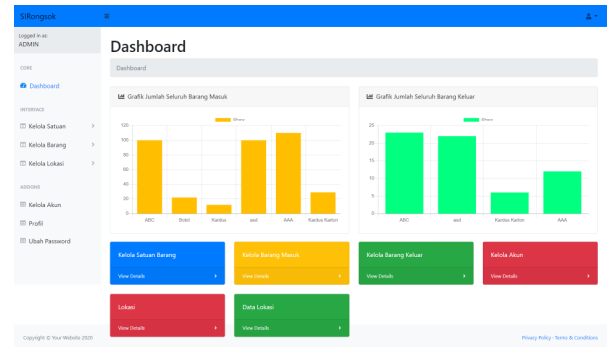 SiRongsok
Logged in as:
ADMIN
CORE
Dashboard
INTERFACE
Kelola Satuan
Kelola Barang
Kelola Lokasi
ADDONS
Kelola Akun
Profil
Ubah Password
Copyright © Your Website 2020
Dashboard
Dashboard
Grafik Jumlah Seluruh Barang Masuk
120
100
80
60
40
20
0
ABC
Botol
Kardus
asd
AAA
Kardus Karton
Grafik Jumlah Seluruh Barang Keluar
25
20
15
10
5
0
ABC
asd
Kardus Karton
AAA
Kelola Satuan Barang
View Details
Kelola Barang Masuk
View Details
Kelola Barang Keluar
View Details
Kelola Akun
View Details
Lokasi
View Details
Data Lokasi
View Details
Privacy Policy · Terms & Conditions